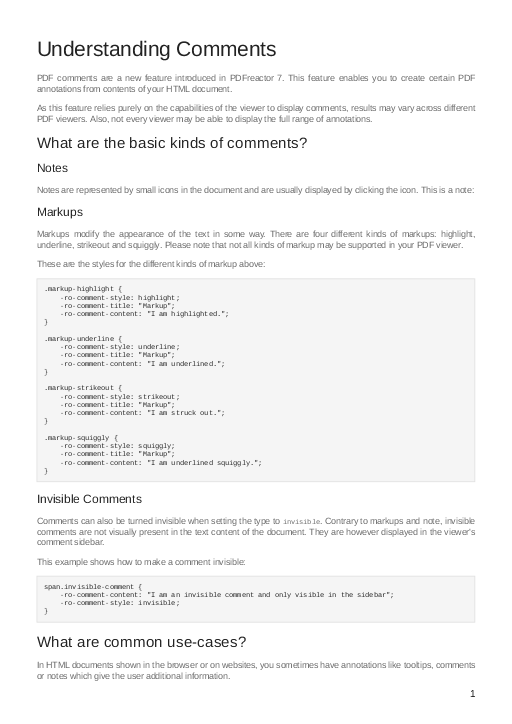 Understanding Comments
PDF comments are a new feature introduced in PDFreactor 7. This feature enables you to create certain PDF
annotations from contents of your HTML document.
As this feature relies purely on the capabilities of the viewer to display comments, results may vary across different
PDF viewers. Also, not every viewer may be able to display the full range of annotations.
What are the basic kinds of comments?
Notes
Notes are represented by small icons in the document and are usually displayed by clicking the icon. This is a note:
Markups
Markups modify the appearance of the text in some way. There are four different kinds of markups: highlight,
underline, strikeout and squiggly. Please note that not all kinds of markup may be supported in your PDF viewer.
These are the styles for the different kinds of markup above:
.markup-highlight {
    -ro-comment-style: highlight;
    -ro-comment-title: "Markup";
    -ro-comment-content: "I am highlighted.";
}
.markup-underline {
    -ro-comment-style: underline;
    -ro-comment-title: "Markup";
    -ro-comment-content: "I am underlined.";
}
.markup-strikeout {
    -ro-comment-style: strikeout;
    -ro-comment-title: "Markup";
    -ro-comment-content: "I am struck out.";
}
.markup-squiggly {
    -ro-comment-style: squiggly;
    -ro-comment-title: "Markup";
    -ro-comment-content: "I am underlined squiggly.";
}
Invisible Comments
Comments can also be turned invisible when setting the type to invisible. Contrary to markups and note, invisible
comments are not visually present in the text content of the document. They are however displayed in the viewer's
comment sidebar.
This example shows how to make a comment invisible:
span.invisible-comment {
    -ro-comment-content: "I am an invisible comment and only visible in the sidebar";
    -ro-comment-style: invisible;
}
What are common use-cases?
In HTML documents shown in the browser or on websites, you sometimes have annotations like tooltips, comments
or notes which give the user additional information.
1